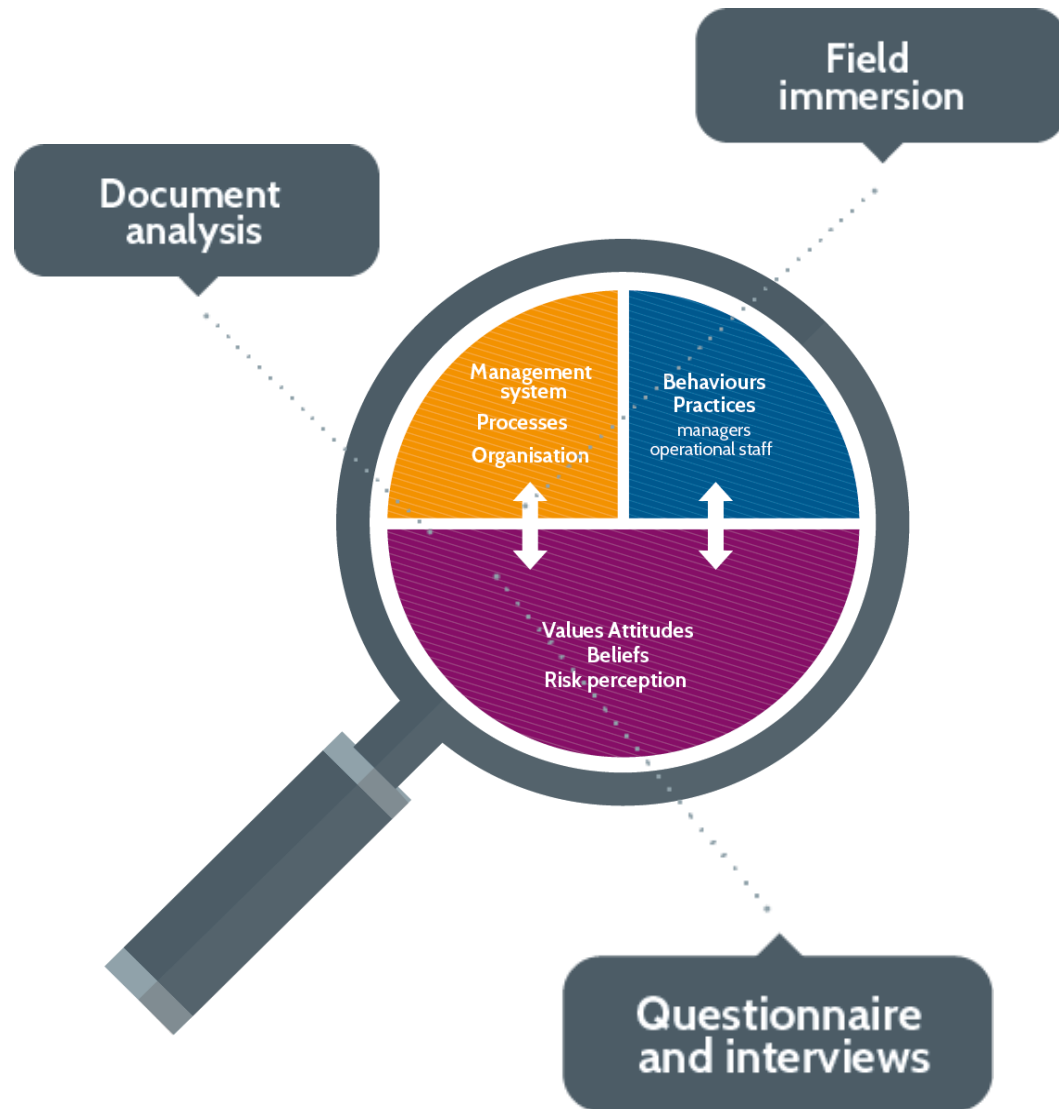 Field
immersion
Document
analysis
Management
system
Processes
Organisation
Behaviours
Practices
managers
operational staff
Values Attitudes
Beliefs
Risk perception
Questionnaire
and interviews